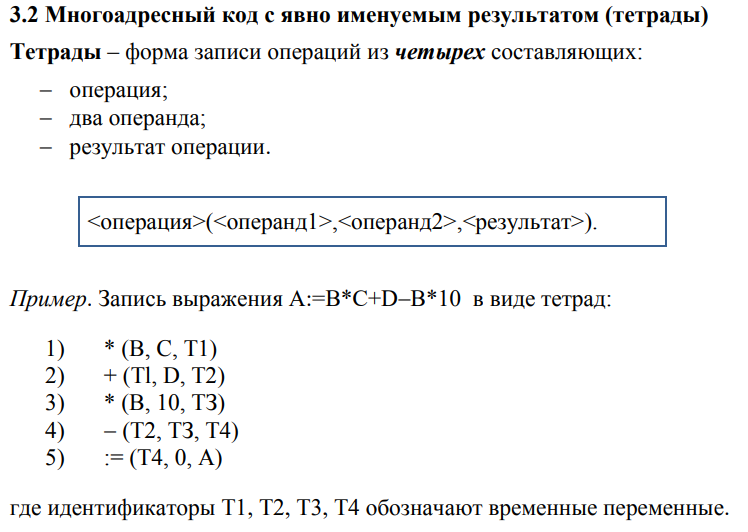 3.2 Многоадресный код с явно именуемым результатом (тетрады)
Тетрады – форма записи операций из четырех составляющих:
– операция;
– два операнда;
– результат операции.
<операция>(<операнд1>,<операнд2>,<результат>).
Пример. Запись выражения A:=B*C+D–B*10 в виде тетрад:
1) * (B, C, T1)
2) + (Tl, D, T2)
3) * (B, 10, T3)
4) – (T2, T3, T4)
5) := (T4, 0, A)
где идентификаторы T1, T2, T3, T4 обозначают временные переменные.